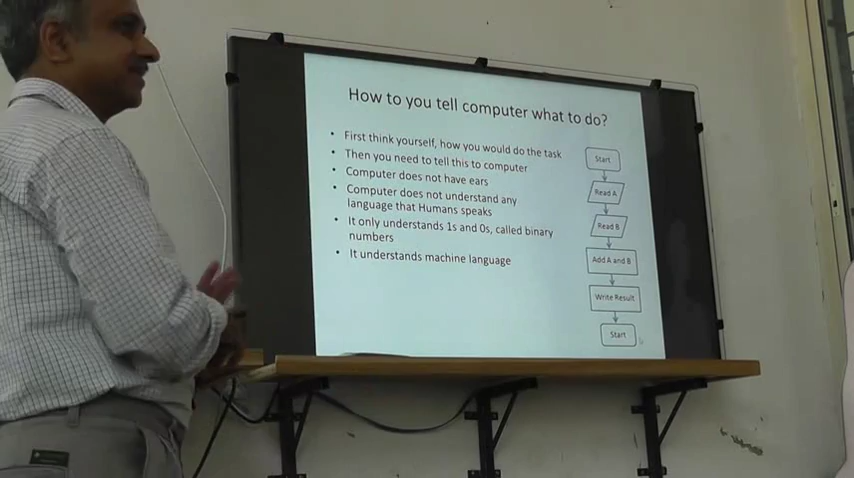 How to you tell computer what to do?
• First think yourself, how you would do the task
• Then you need to tell this to computer
• Computer does not have ears
• Computer does not understand any
language that Humans speaks
• It only understands 1s and 0s, called binary
numbers
• It understands machine language
Start
Read A
Read B
Add A and B
Write Result
Start